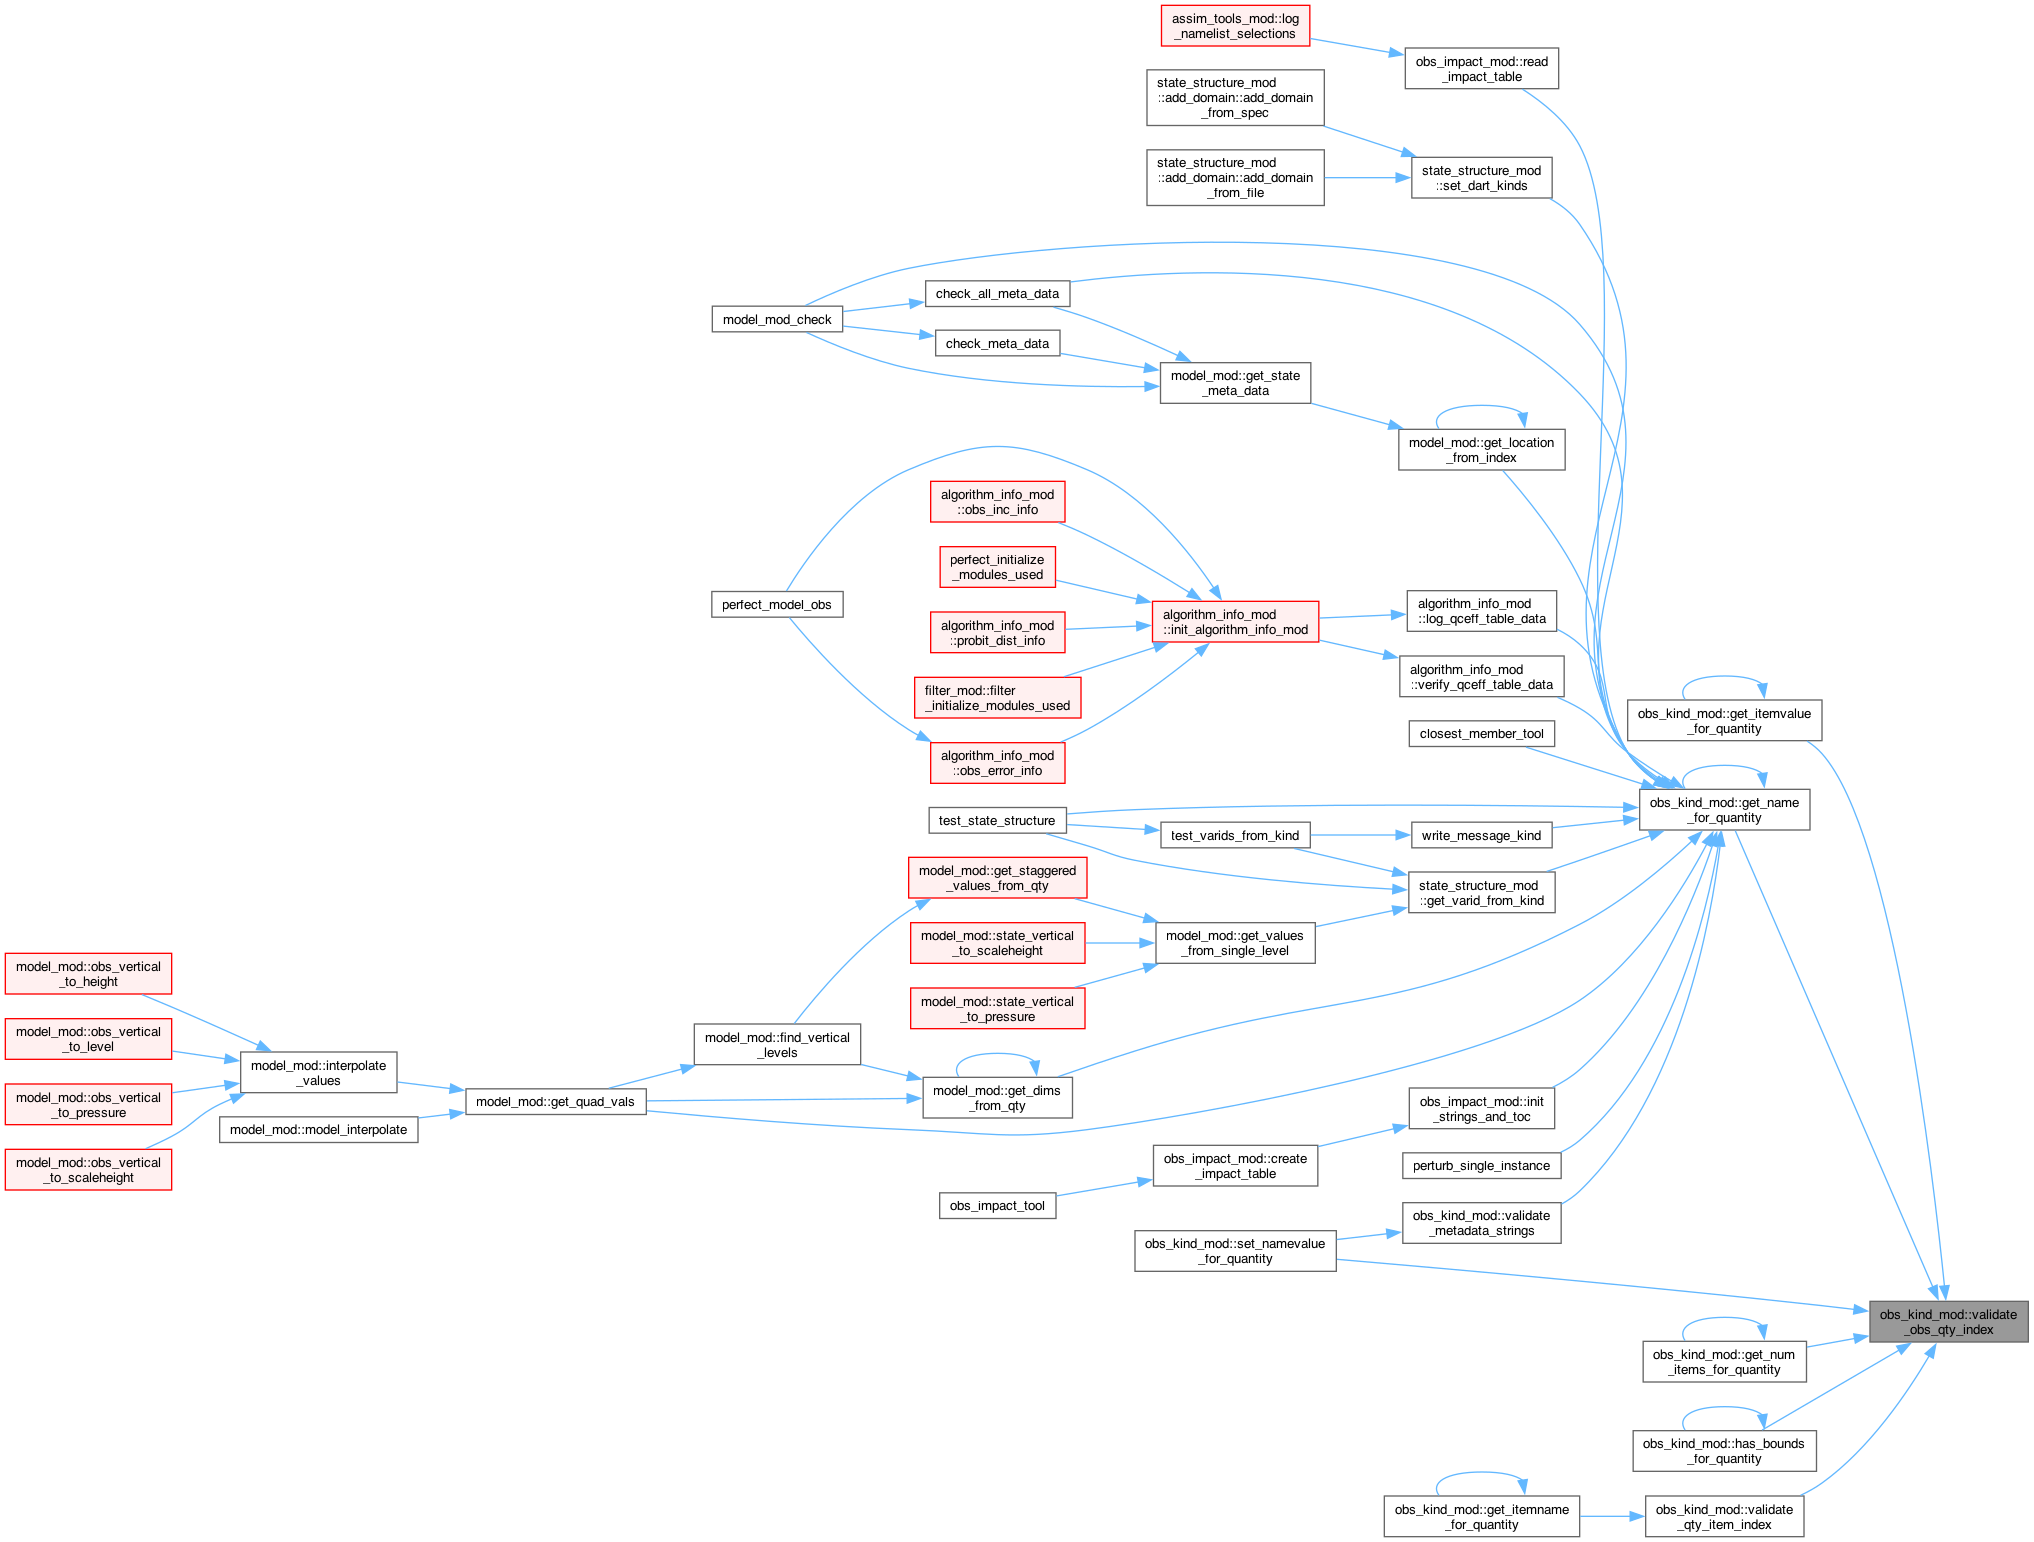 assim_tools_mod::log
_namelist_selections
obs_impact_mod::read
_impact_table
state_structure_mod
::add_domain::add_domain
_from_spec
state_structure_mod
::add_domain::add_domain
_from_file
state_structure_mod
::set_dart_kinds
check_all_meta_data
model_mod_check
check_meta_data
model_mod::get_state
_meta_data
model_mod::get_location
_from_index
algorithm_info_mod
::obs_inc_info
perfect_initialize
_modules_used
perfect_model_obs
algorithm_info_mod
::probit_dist_info
algorithm_info_mod
::init_algorithm_info_mod
algorithm_info_mod
::log_qceff_table_data
algorithm_info_mod
::verify_qceff_table_data
filter_mod::filter
_initialize_modules_used
algorithm_info_mod
::obs_error_info
closest_member_tool
obs_kind_mod::get_itemvalue
_for_quantity
obs_kind_mod::get_name
_for_quantity
test_state_structure
test_varids_from_kind
write_message_kind
model_mod::get_staggered
_values_from_qty
state_structure_mod
::get_varid_from_kind
model_mod::state_vertical
_to_scaleheight
model_mod::get_values
_from_single_level
model_mod::state_vertical
_to_pressure
model_mod::obs_vertical
_to_height
model_mod::obs_vertical
_to_level
model_mod::obs_vertical
_to_pressure
model_mod::obs_vertical
_to_scaleheight
model_mod::interpolate
_values
model_mod::model_interpolate
model_mod::get_quad_vals
model_mod::find_vertical
_levels
model_mod::get_dims
_from_qty
obs_impact_mod::init
_strings_and_toc
obs_impact_mod::create
_impact_table
perturb_single_instance
obs_impact_tool
obs_kind_mod::validate
_metadata_strings
obs_kind_mod::set_namevalue
_for_quantity
obs_kind_mod::validate
_obs_qty_index
obs_kind_mod::get_num
_items_for_quantity
obs_kind_mod::has_bounds
_for_quantity
obs_kind_mod::get_itemname
_for_quantity
obs_kind_mod::validate
_qty_item_index